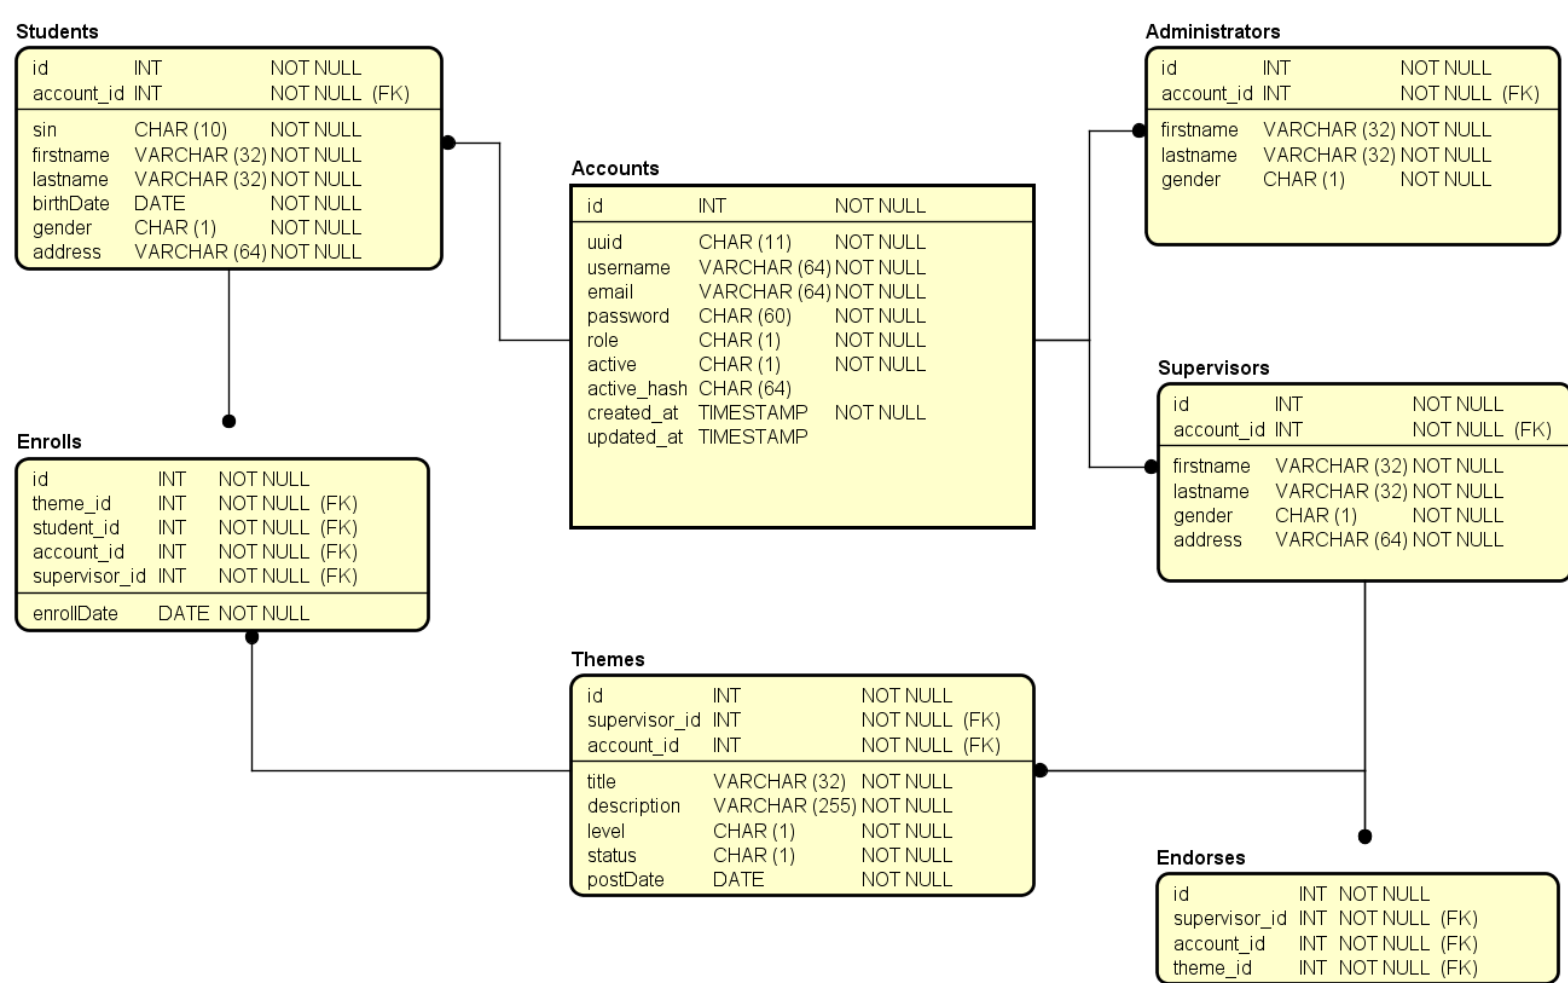 Students
id INT NOT NULL
account_id INT NOT NULL (FK)
sin CHAR (10) NOT NULL
firstname VARCHAR (32) NOT NULL
lastname VARCHAR (32) NOT NULL
birthDate DATE NOT NULL
gender CHAR (1) NOT NULL
address VARCHAR (64) NOT NULL
Accounts
id INT NOT NULL
uuid CHAR (11) NOT NULL
username VARCHAR (64) NOT NULL
email VARCHAR (64) NOT NULL
password CHAR (60) NOT NULL
role CHAR (1) NOT NULL
active CHAR (1) NOT NULL
active_hash CHAR (64)
created_at TIMESTAMP NOT NULL
updated_at TIMESTAMP
Administrators
id INT NOT NULL
account_id INT NOT NULL (FK)
firstname VARCHAR (32) NOT NULL
lastname VARCHAR (32) NOT NULL
gender CHAR (1) NOT NULL
Supervisors
id INT NOT NULL
account_id INT NOT NULL (FK)
firstname VARCHAR (32) NOT NULL
lastname VARCHAR (32) NOT NULL
gender CHAR (1) NOT NULL
address VARCHAR (64) NOT NULL
Enrolls
id INT NOT NULL
theme_id INT NOT NULL (FK)
student_id INT NOT NULL (FK)
account_id INT NOT NULL (FK)
supervisor_id INT NOT NULL (FK)
enrollDate DATE NOT NULL
Themes
id INT NOT NULL
supervisor_id INT NOT NULL (FK)
account_id INT NOT NULL (FK)
title VARCHAR (32) NOT NULL
description VARCHAR (255) NOT NULL
level CHAR (1) NOT NULL
status CHAR (1) NOT NULL
postDate DATE NOT NULL
Endorses
id INT NOT NULL
supervisor_id INT NOT NULL (FK)
account_id INT NOT NULL (FK)
theme_id INT NOT NULL (FK)